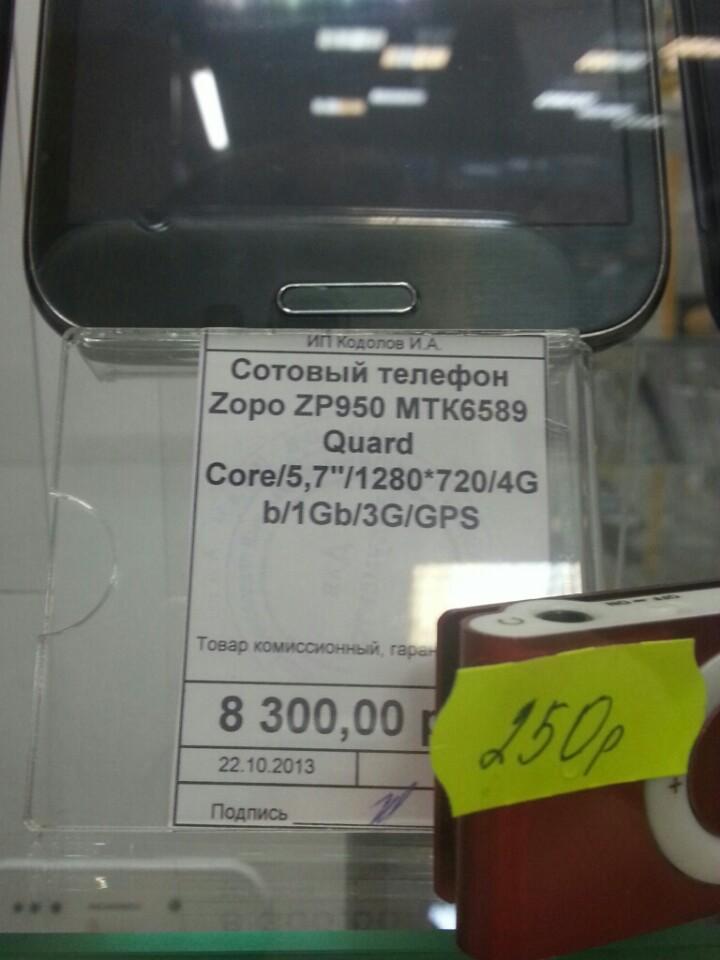 ИП Кодолов И.А.
Сотовый телефон
Zopo ZP950 МТК6589
Quard
Core/5,7"/1280*720/4G
b/1Gb/3G/GPS
Товар комиссионный, гаран
8 300,00 р
22.10.2013
Подпись
250р